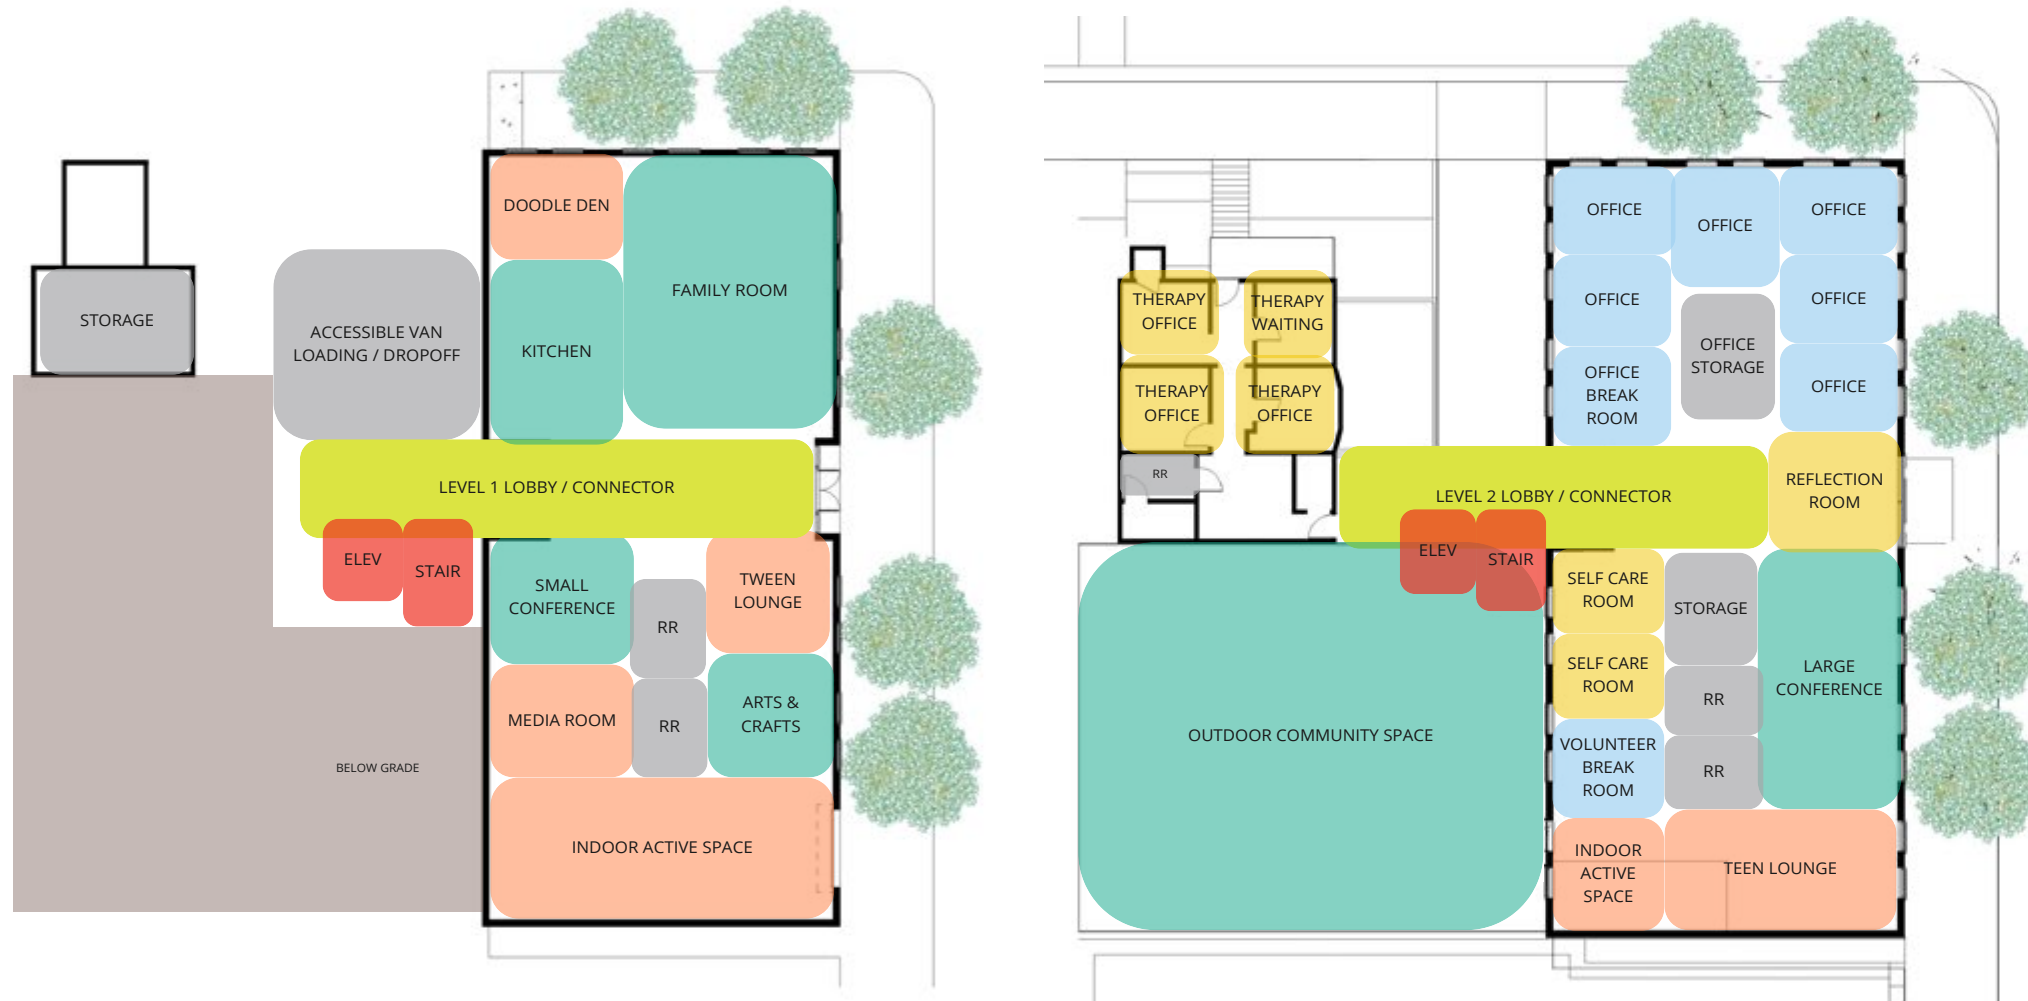 DOODLE DEN
FAMILY ROOM
STORAGE
ACCESSIBLE VAN
LOADING / DROPOFF
KITCHEN
LEVEL 1 LOBBY / CONNECTOR
ELEV
STAIR
SMALL
CONFERENCE
TWEEN
LOUNGE
RR
MEDIA ROOM
RR
ARTS &
CRAFTS
BELOW GRADE
INDOOR ACTIVE SPACE
OFFICE
OFFICE
OFFICE
THERAPY
OFFICE
THERAPY
WAITING
OFFICE
OFFICE
OFFICE
STORAGE
THERAPY
OFFICE
THERAPY
OFFICE
OFFICE
BREAK
ROOM
OFFICE
RR
LEVEL 2 LOBBY / CONNECTOR
REFLECTION
ROOM
ELEV
STAIR
SELF CARE
ROOM
STORAGE
SELF CARE
ROOM
RR
LARGE
CONFERENCE
OUTDOOR COMMUNITY SPACE
VOLUNTEER
BREAK
ROOM
RR
INDOOR
ACTIVE
SPACE
TEEN LOUNGE